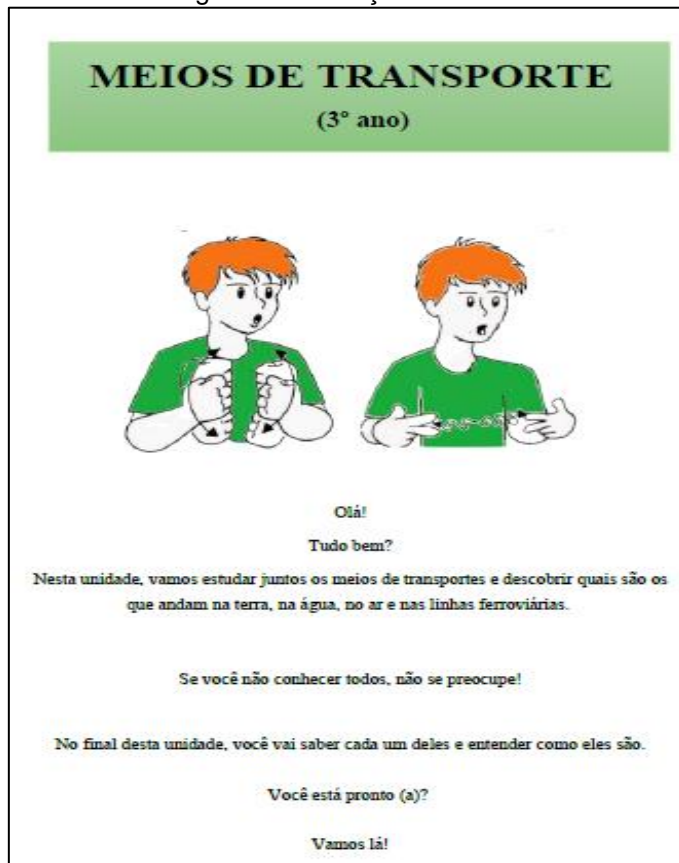 MEIOS DE TRANSPORTE
(3º ano)
Olá!
Tudo bem?
Nesta unidade, vamos estudar juntos os meios de transportes e descobrir quais são os
que andam na terra, na água, no ar e nas linhas ferroviárias.
Se você não conhecer todos, não se preocupe!
No final desta unidade, você vai saber cada um deles e entender como eles são.
Você está pronto (a)?
Vamos lá!